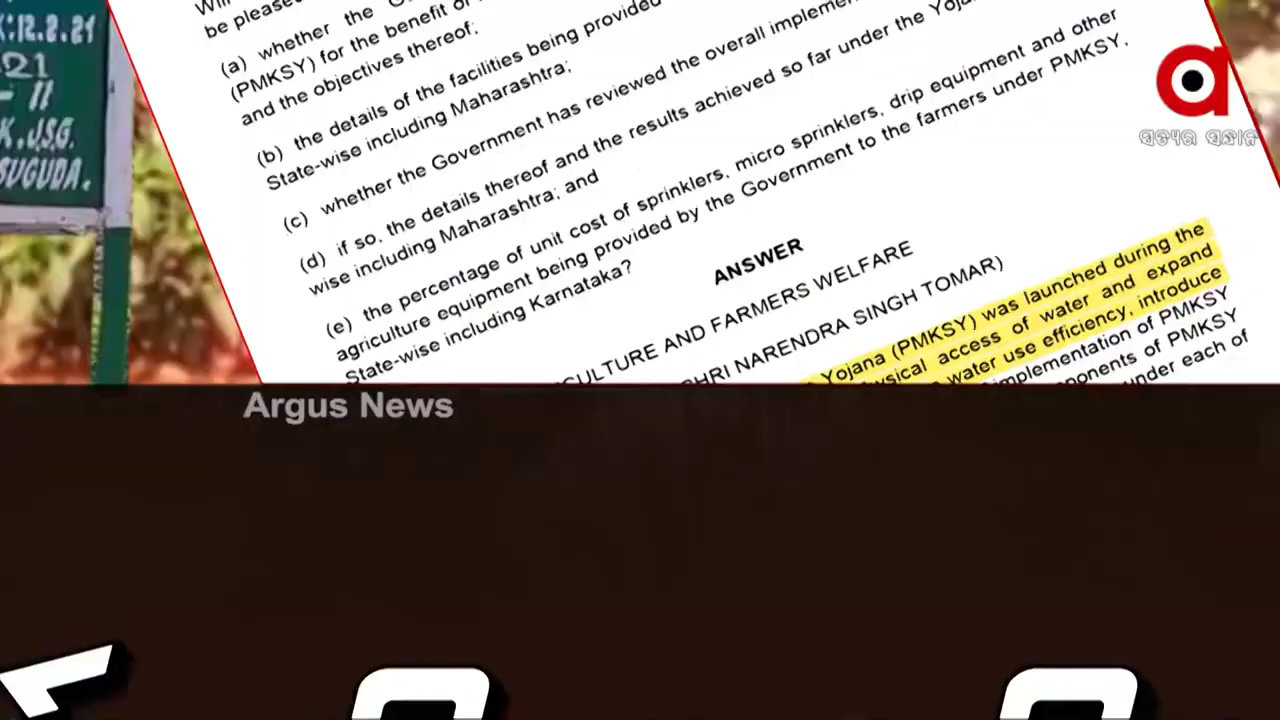 K:12.2.21
21
- II
K, JSG.
SUGUDA.
be please
(a) whether the
(PMKSY) for the benefit of
and the objectives thereof;
(b) the details of the facilities being provided
State-wise including Maharashtra;
(c) whether the Government has reviewed the overall
(d) if so, the details thereof and the results achieved so far under the
wise including Maharashtra; and
(e) the percentage of unit cost of sprinklers, micro sprinklers, drip equipment and other
agriculture equipment being provided by the Government to the farmers under PMKSY,
State-wise including Karnataka?
ANSWER
CULTURE AND FARMERS WELFARE
SHRI NARENDRA SINGH TOMAR)
Yojana (PMKSY) was launched during the
access of water and expand
water use efficiency, introduce
implementation of PMKSY
of PMKSY
under each of
ସତ୍ୟର ସନ୍ଧାନ
Argus News